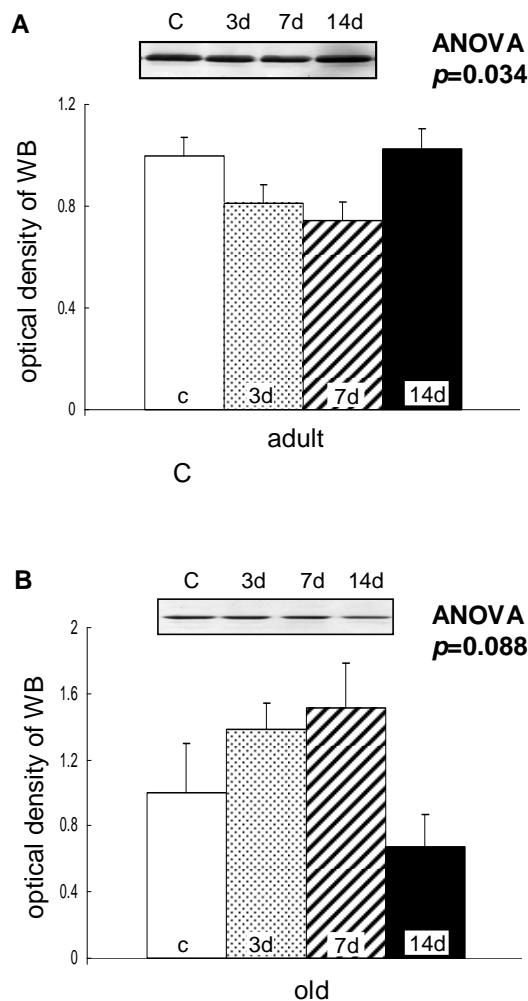 A
C 3d 7d 14d
ANOVA
p=0.034
1.2
0.8
0.4
0
optical density of WB
c 3d 7d 14d
adult
C
B
C 3d 7d 14d
ANOVA
p=0.088
2
1.6
1.2
0.8
0.4
0
optical density of WB
c 3d 7d 14d
old